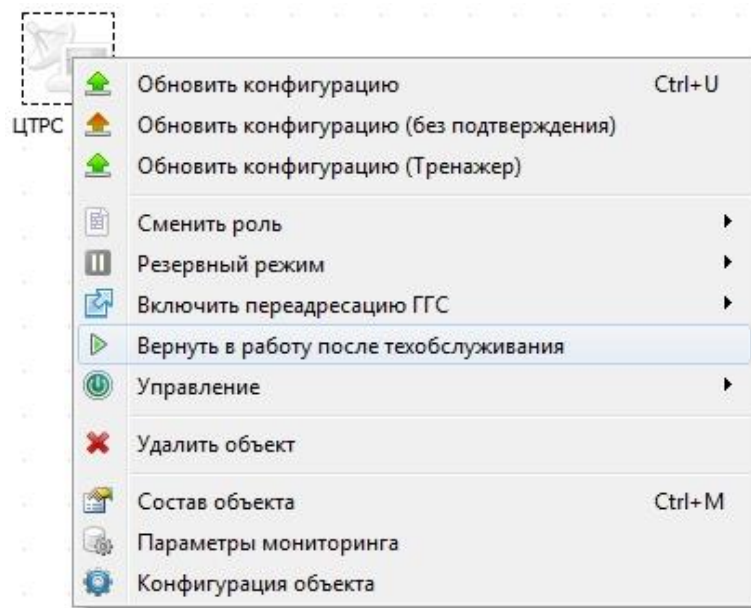 ЦТРС
Обновить конфигурацию Ctrl+U
Обновить конфигурацию (без подтверждения)
Обновить конфигурацию (Тренажер)
Сменить роль
Резервный режим
Включить переадресацию ГГС
Вернуть в работу после техобслуживания
Управление
Удалить объект
Состав объекта Ctrl+M
Параметры мониторинга
Конфигурация объекта